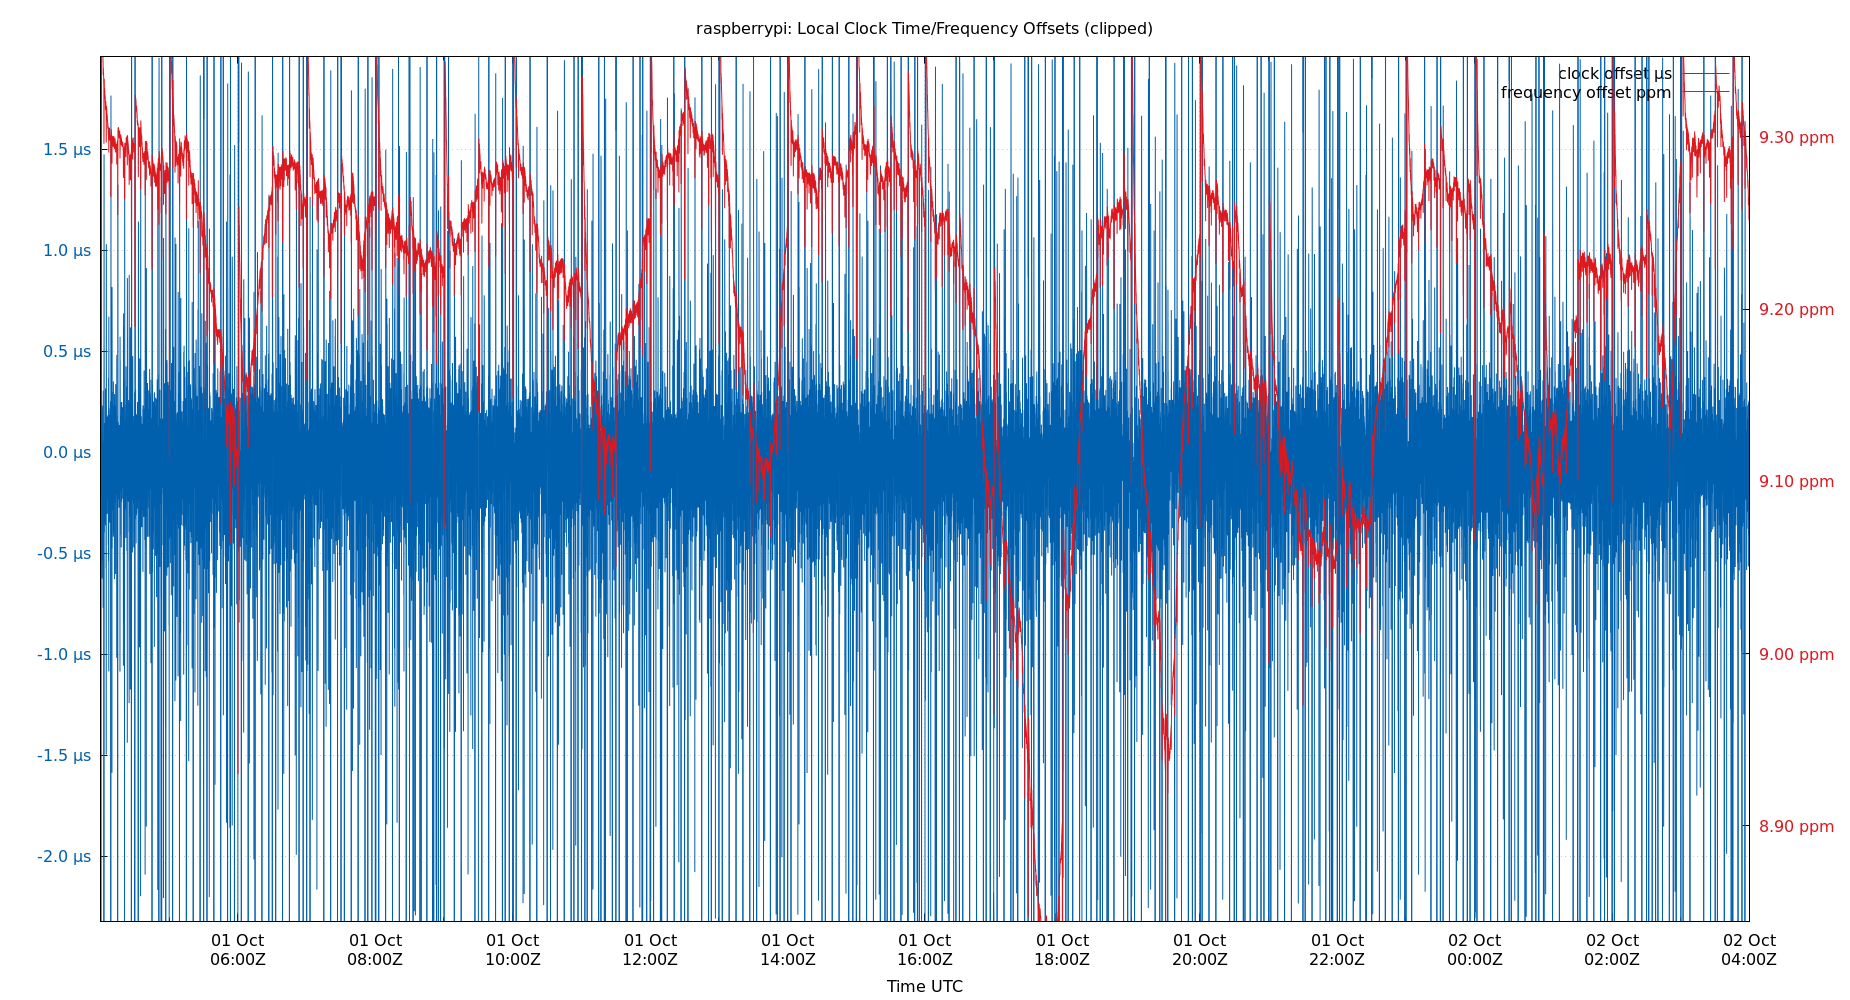 raspberrypi: Local Clock Time/Frequency Offsets (clipped)
clock offset µs
frequency offset ppm
1.5 µs
1.0 µs
0.5 µs
0.0 µs
-0.5 µs
-1.0 µs
-1.5 µs
-2.0 µs
9.30 ppm
9.20 ppm
9.10 ppm
9.00 ppm
8.90 ppm
01 Oct 01 Oct 01 Oct 01 Oct 01 Oct 01 Oct 01 Oct 01 Oct 01 Oct 02 Oct 02 Oct 02 Oct
06:00Z 08:00Z 10:00Z 12:00Z 14:00Z 16:00Z 18:00Z 20:00Z 22:00Z 00:00Z 02:00Z 04:00Z
Time UTC